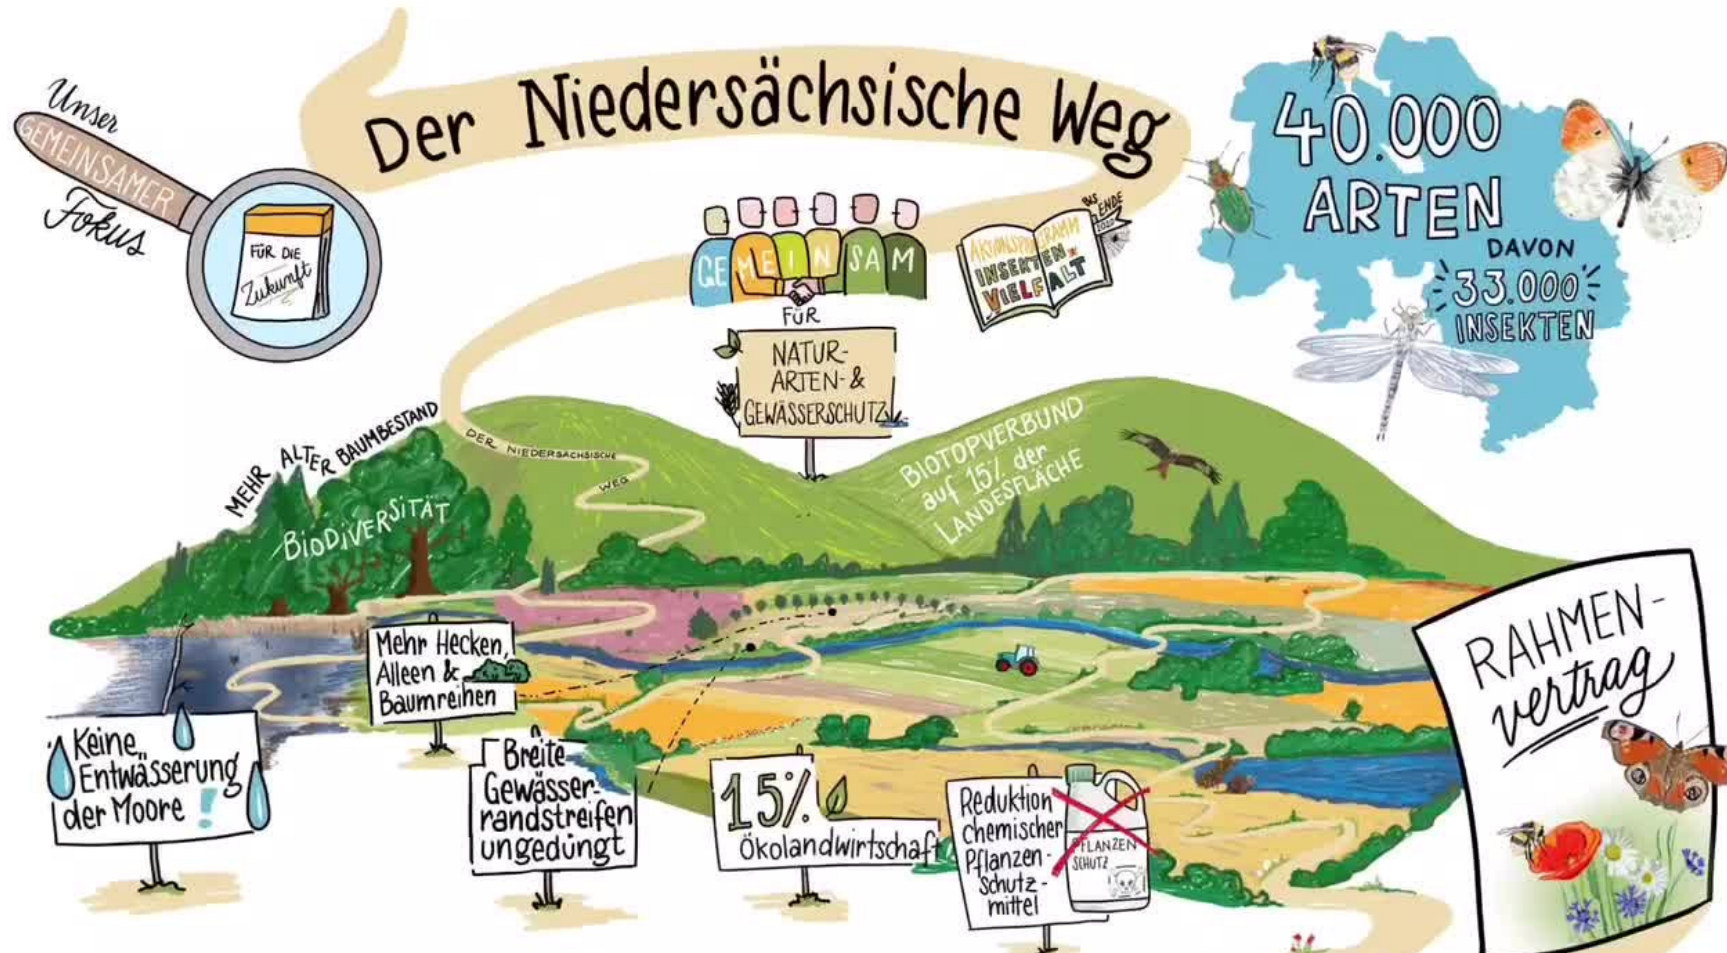 Der Niedersächsische Weg
Unser
GEMEINSAMER
Fokus
FÜR DIE
Zukunft
GEMEINSAM
FÜR
NATUR-
ARTEN- &
GEWÄSSERSCHUTZ
AKTIONSPROGRAMM
INSEKTEN-
VIELFALT
BIS
ENDE
2020
40.000
ARTEN
DAVON
33.000
INSEKTEN
MEHR ALTER BAUMBESTAND
BIODIVERSITÄT
DER NIEDERSÄCHSISCHE
WEG
BIOTOPVERBUND
auf 15% der
LANDESFLÄCHE
Mehr Hecken,
Alleen &
Baumreihen
Keine
Entwässerung
der Moore!
Breite
Gewässer-
randstreifen
ungedüngt
15%
Ökolandwirtschaft
Reduktion
chemischer
Pflanzen-
schutz-
mittel
PFLANZEN
SCHUTZ
RAHMEN-
vertrag